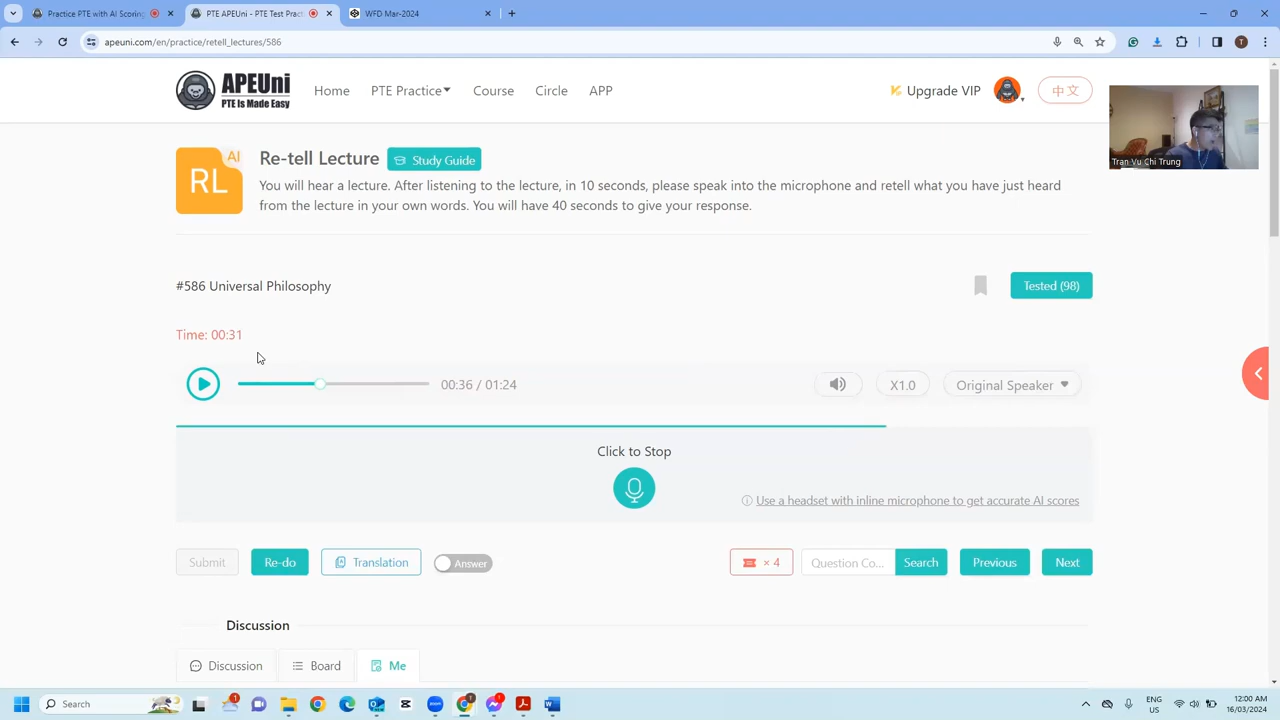 Practice PTE with AI Scoring
PTE APEUni - PTE Test Pract
WFD Mar-2024
apeuni.com/en/practice/retell_lectures/586
T
APEUni
PTE Is Made Easy
Home
PTE Practice
Course
Circle
APP
Upgrade VIP
中文
Tran Vu Chi Trung
AI
RL
Re-tell Lecture
Study Guide
You will hear a lecture. After listening to the lecture, in 10 seconds, please speak into the microphone and retell what you have just heard
from the lecture in your own words. You will have 40 seconds to give your response.
#586 Universal Philosophy
Tested (98)
Time: 00:31
00:36 / 01:24
X1.0
Original Speaker
Click to Stop
Use a headset with inline microphone to get accurate AI scores
Submit
Re-do
Translation
Answer
× 4
Question Co...
Search
Previous
Next
Discussion
Discussion
Board
Me
Search
1
T
ENG
US
12:00 AM
16/03/2024